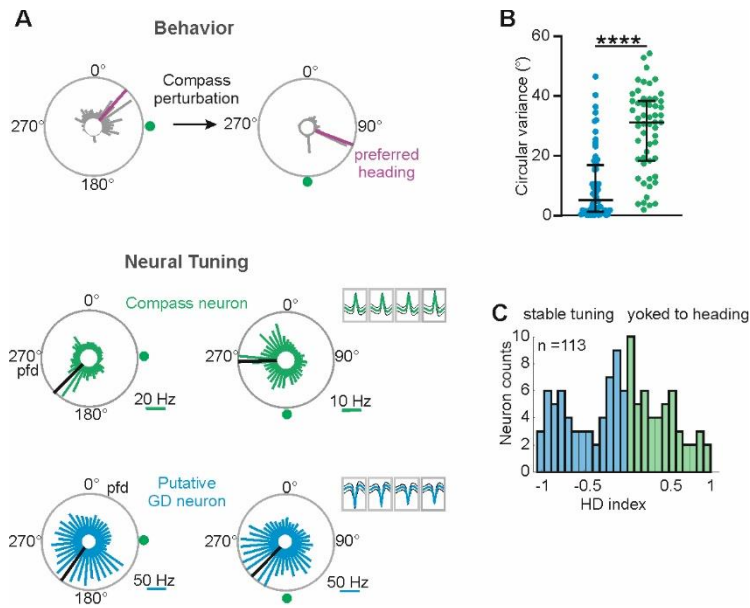 A
Behavior
0°
Compass
perturbation
0°
270°
270°
90°
180°
preferred
heading
Neural Tuning
0°
Compass neuron
0°
270°
pfd
270°
90°
180°
20 Hz
10 Hz
0°
pfd
Putative
GD neuron
0°
270°
270°
90°
180°
50 Hz
50 Hz
B
****
Circular variance (°)
60
40
20
0
C
stable tuning
yoked to heading
n =113
Neuron counts
10
8
6
4
2
0
-1
-0.5
0.5
1
HD index